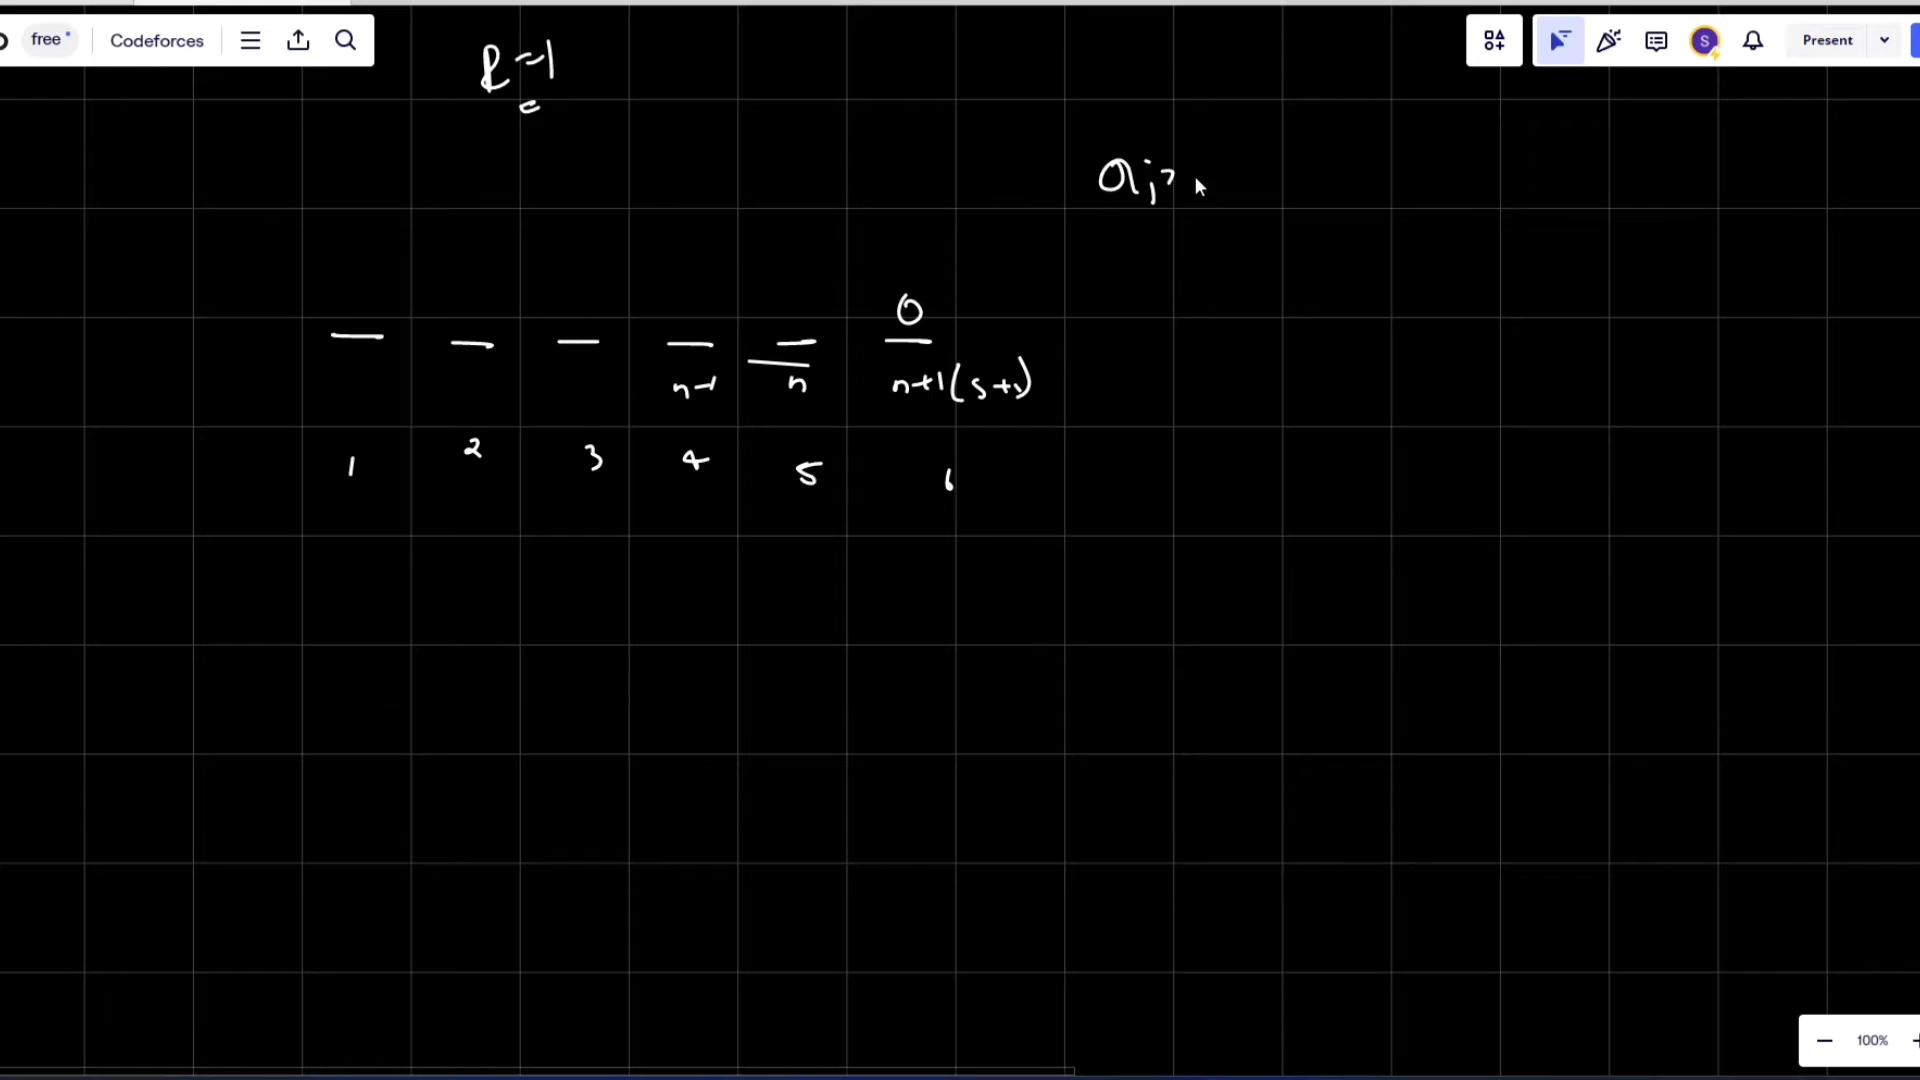 free Codeforces Present
R=1
ai>
0
n-1 n n+1(s+1)
1 2 3 4 5 6
100%